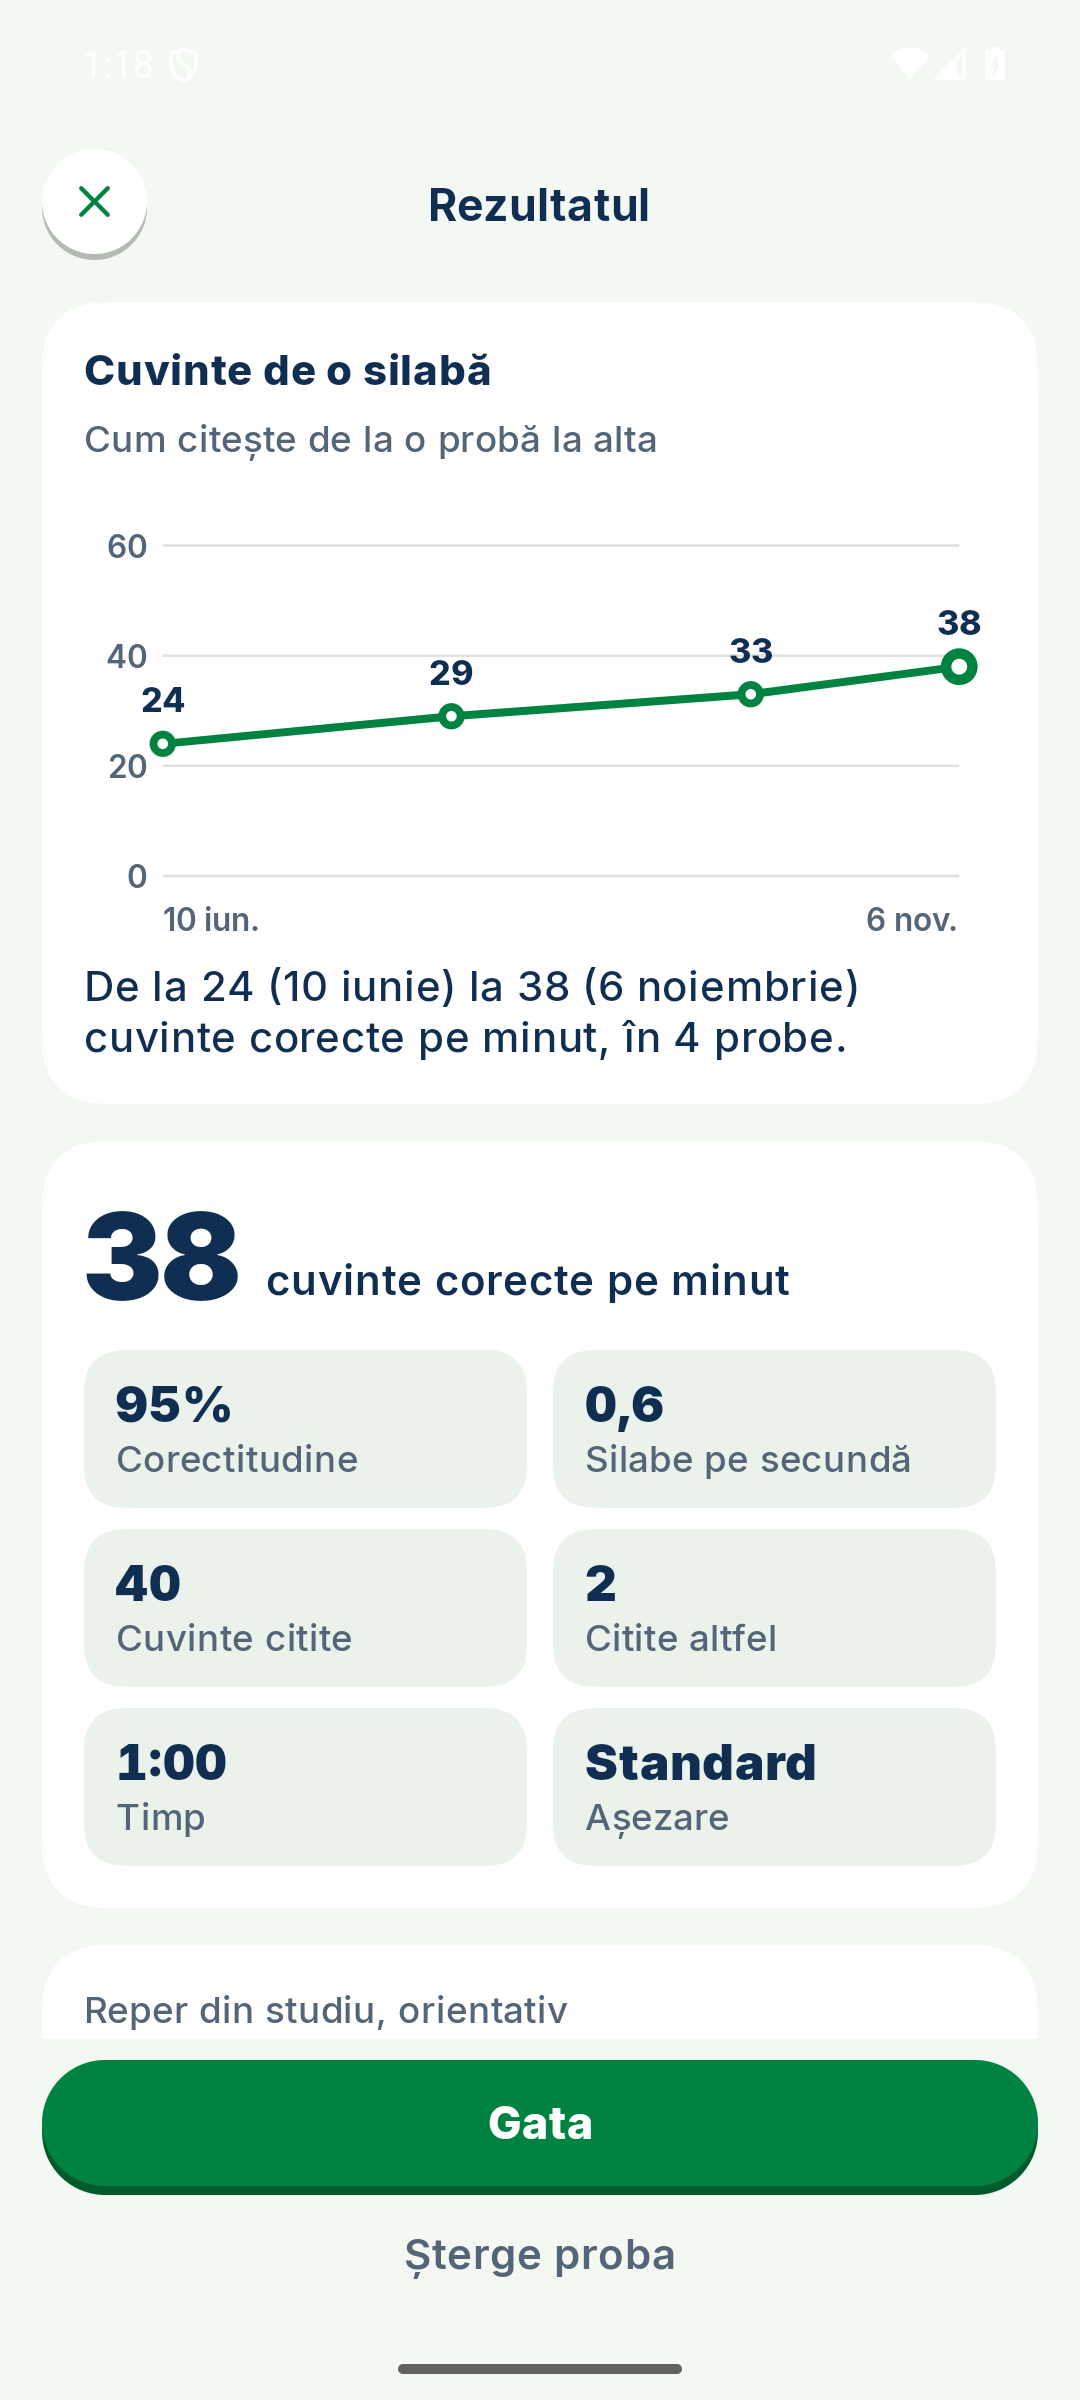 1:18
Rezultatul
Cuvinte de o silabă
Cum citește de la o probă la alta
60
40
20
0
24
29
33
38
10 iun.
6 nov.
De la 24 (10 iunie) la 38 (6 noiembrie)
cuvinte corecte pe minut, în 4 probe.
38 cuvinte corecte pe minut
95%
Corectitudine
0,6
Silabe pe secundă
40
Cuvinte citite
2
Citite altfel
1:00
Timp
Standard
Așezare
Reper din studiu, orientativ
Gata
Șterge proba